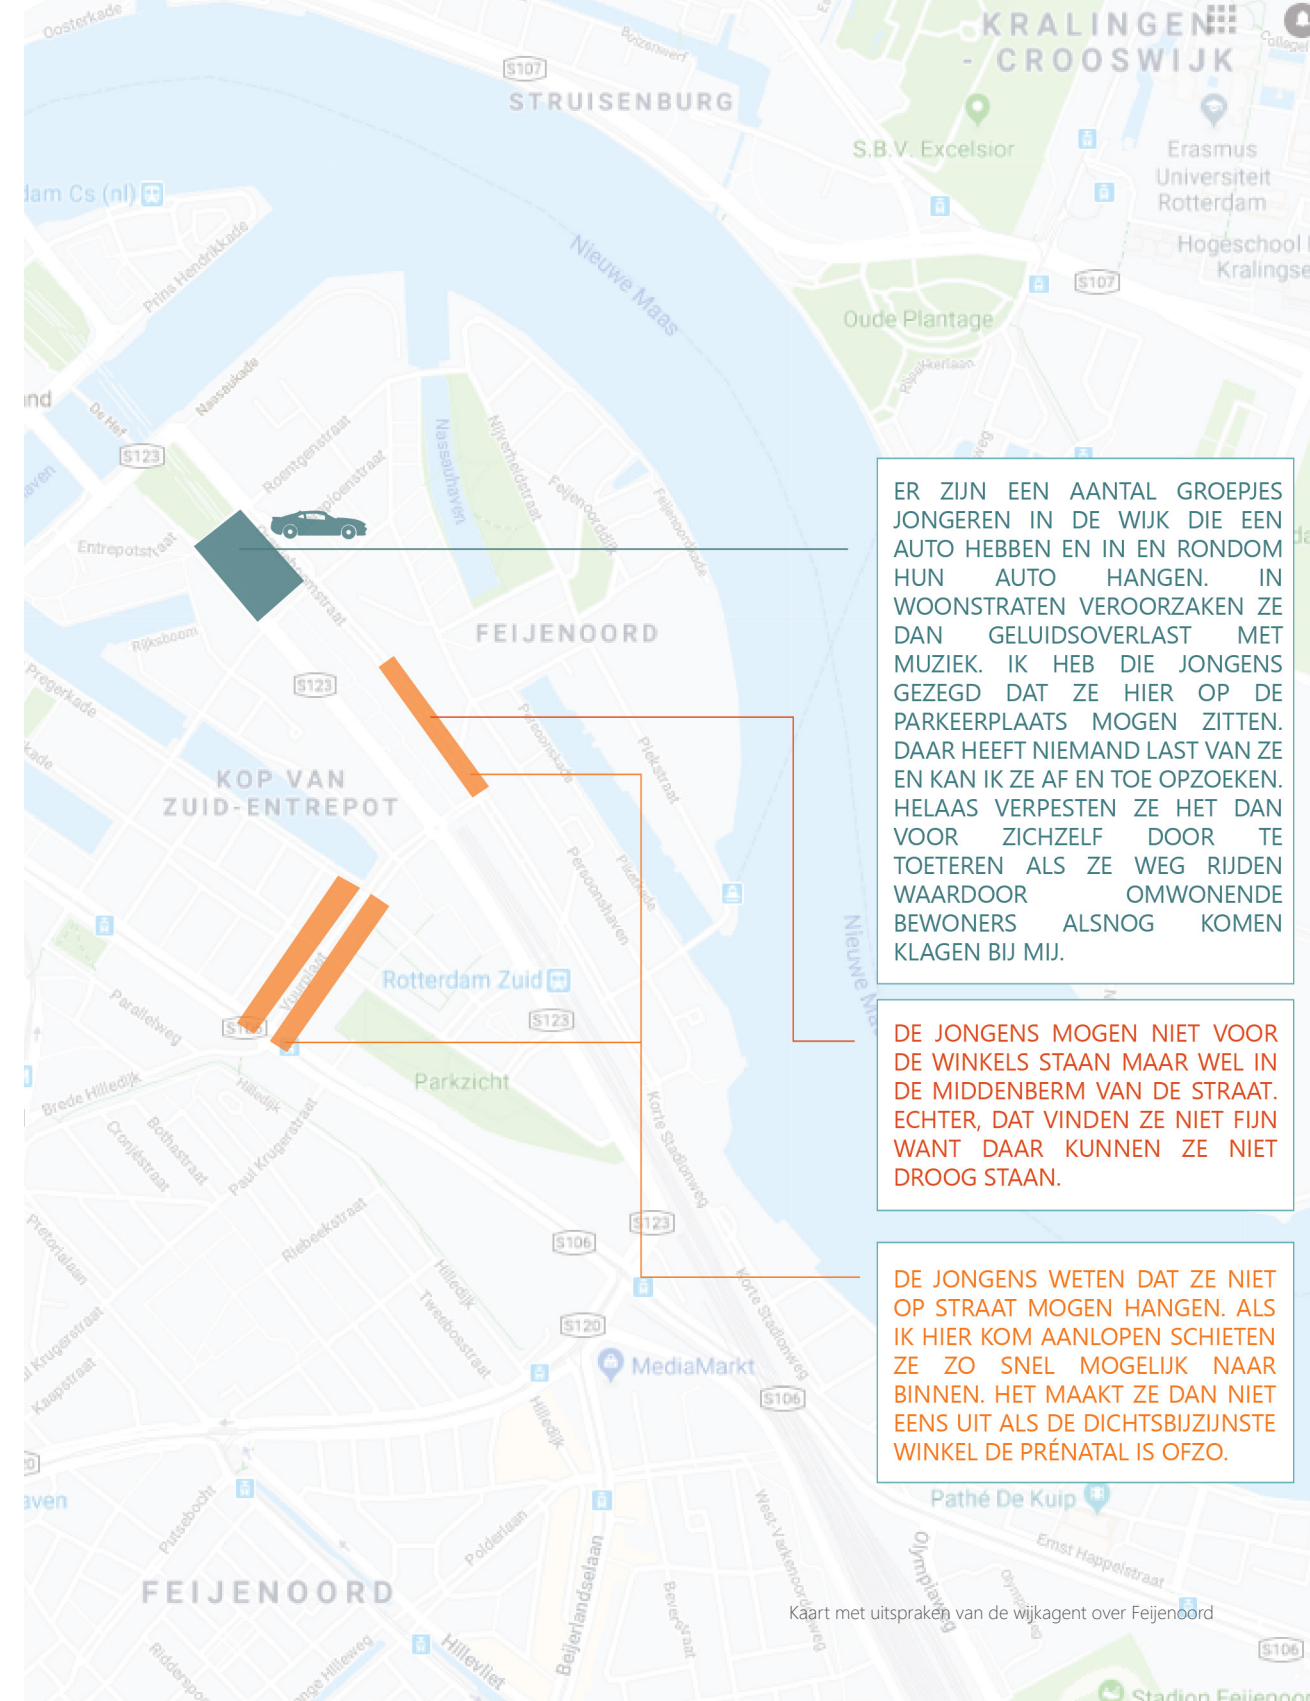 Oosterkade
Buizenwerf
KRALINGEN
- CROOSWIJK
S107
STRUISENBURG
S.B.V. Excelsior
Erasmus
Universiteit
Rotterdam
dam Cs (nl)
Prins Hendrikkade
Nieuwe Maas
Hogeschool
Kralingse
S107
Oude Plantage
Nassaukade
De Hef
S123
Roentgenstraat
Nassauhaven
Nijverheidstraat
Feijenoorddijk
Feijenoordkade
Entrepotstraat
Rijksboom
FEIJENOORD
S123
KOP VAN
ZUID-ENTREPOT
Persoonskade
Piekstraat
Persoonshaven
Piekkade
Vuurplaat
Rotterdam Zuid
S123
Parallelweg
Parkzicht
Brede Hilledijk
Hilledijk
Cronjéstraat
Bothastraat
Paul Krugerstraat
Korte Stadionweg
ER ZIJN EEN AANTAL GROEPJES
JONGEREN IN DE WIJK DIE EEN
AUTO HEBBEN EN IN EN RONDOM
HUN AUTO HANGEN. IN
WOONSTRATEN VEROORZAKEN ZE
DAN GELUIDSOVERLAST MET
MUZIEK. IK HEB DIE JONGENS
GEZEGD DAT ZE HIER OP DE
PARKEERPLAATS MOGEN ZITTEN.
DAAR HEEFT NIEMAND LAST VAN ZE
EN KAN IK ZE AF EN TOE OPZOEKEN.
HELAAS VERPESTEN ZE HET DAN
VOOR ZICHZELF DOOR TE
TOETEREN ALS ZE WEG RIJDEN
WAARDOOR OMWONENDE
BEWONERS ALSNOG KOMEN
KLAGEN BIJ MIJ.
DE JONGENS MOGEN NIET VOOR
DE WINKELS STAAN MAAR WEL IN
DE MIDDENBERM VAN DE STRAAT.
ECHTER, DAT VINDEN ZE NIET FIJN
WANT DAAR KUNNEN ZE NIET
DROOG STAAN.
DE JONGENS WETEN DAT ZE NIET
OP STRAAT MOGEN HANGEN. ALS
IK HIER KOM AANLOPEN SCHIETEN
ZE ZO SNEL MOGELIJK NAAR
BINNEN. HET MAAKT ZE DAN NIET
EENS UIT ALS DE DICHTSBIJZIJNSTE
WINKEL DE PRÉNATAL IS OFZO.
Pretorialaan
Riebeekstraat
S106
S123
Hilledijk
Tweebosstraat
Korte Stadionweg
S120
MediaMarkt
S106
Krugerstraat
Kaapstraat
Hilledijk
Putsebocht
Polderlaan
Beijerlandselaan
Beverstraat
West-Varkenoordseweg
Pathé De Kuip
Olympiaweg
Ernst Happelstraat
FEIJENOORD
Hillevliet
Kaart met uitspraken van de wijkagent over Feijenoord
S106
Stadion Feijenoor